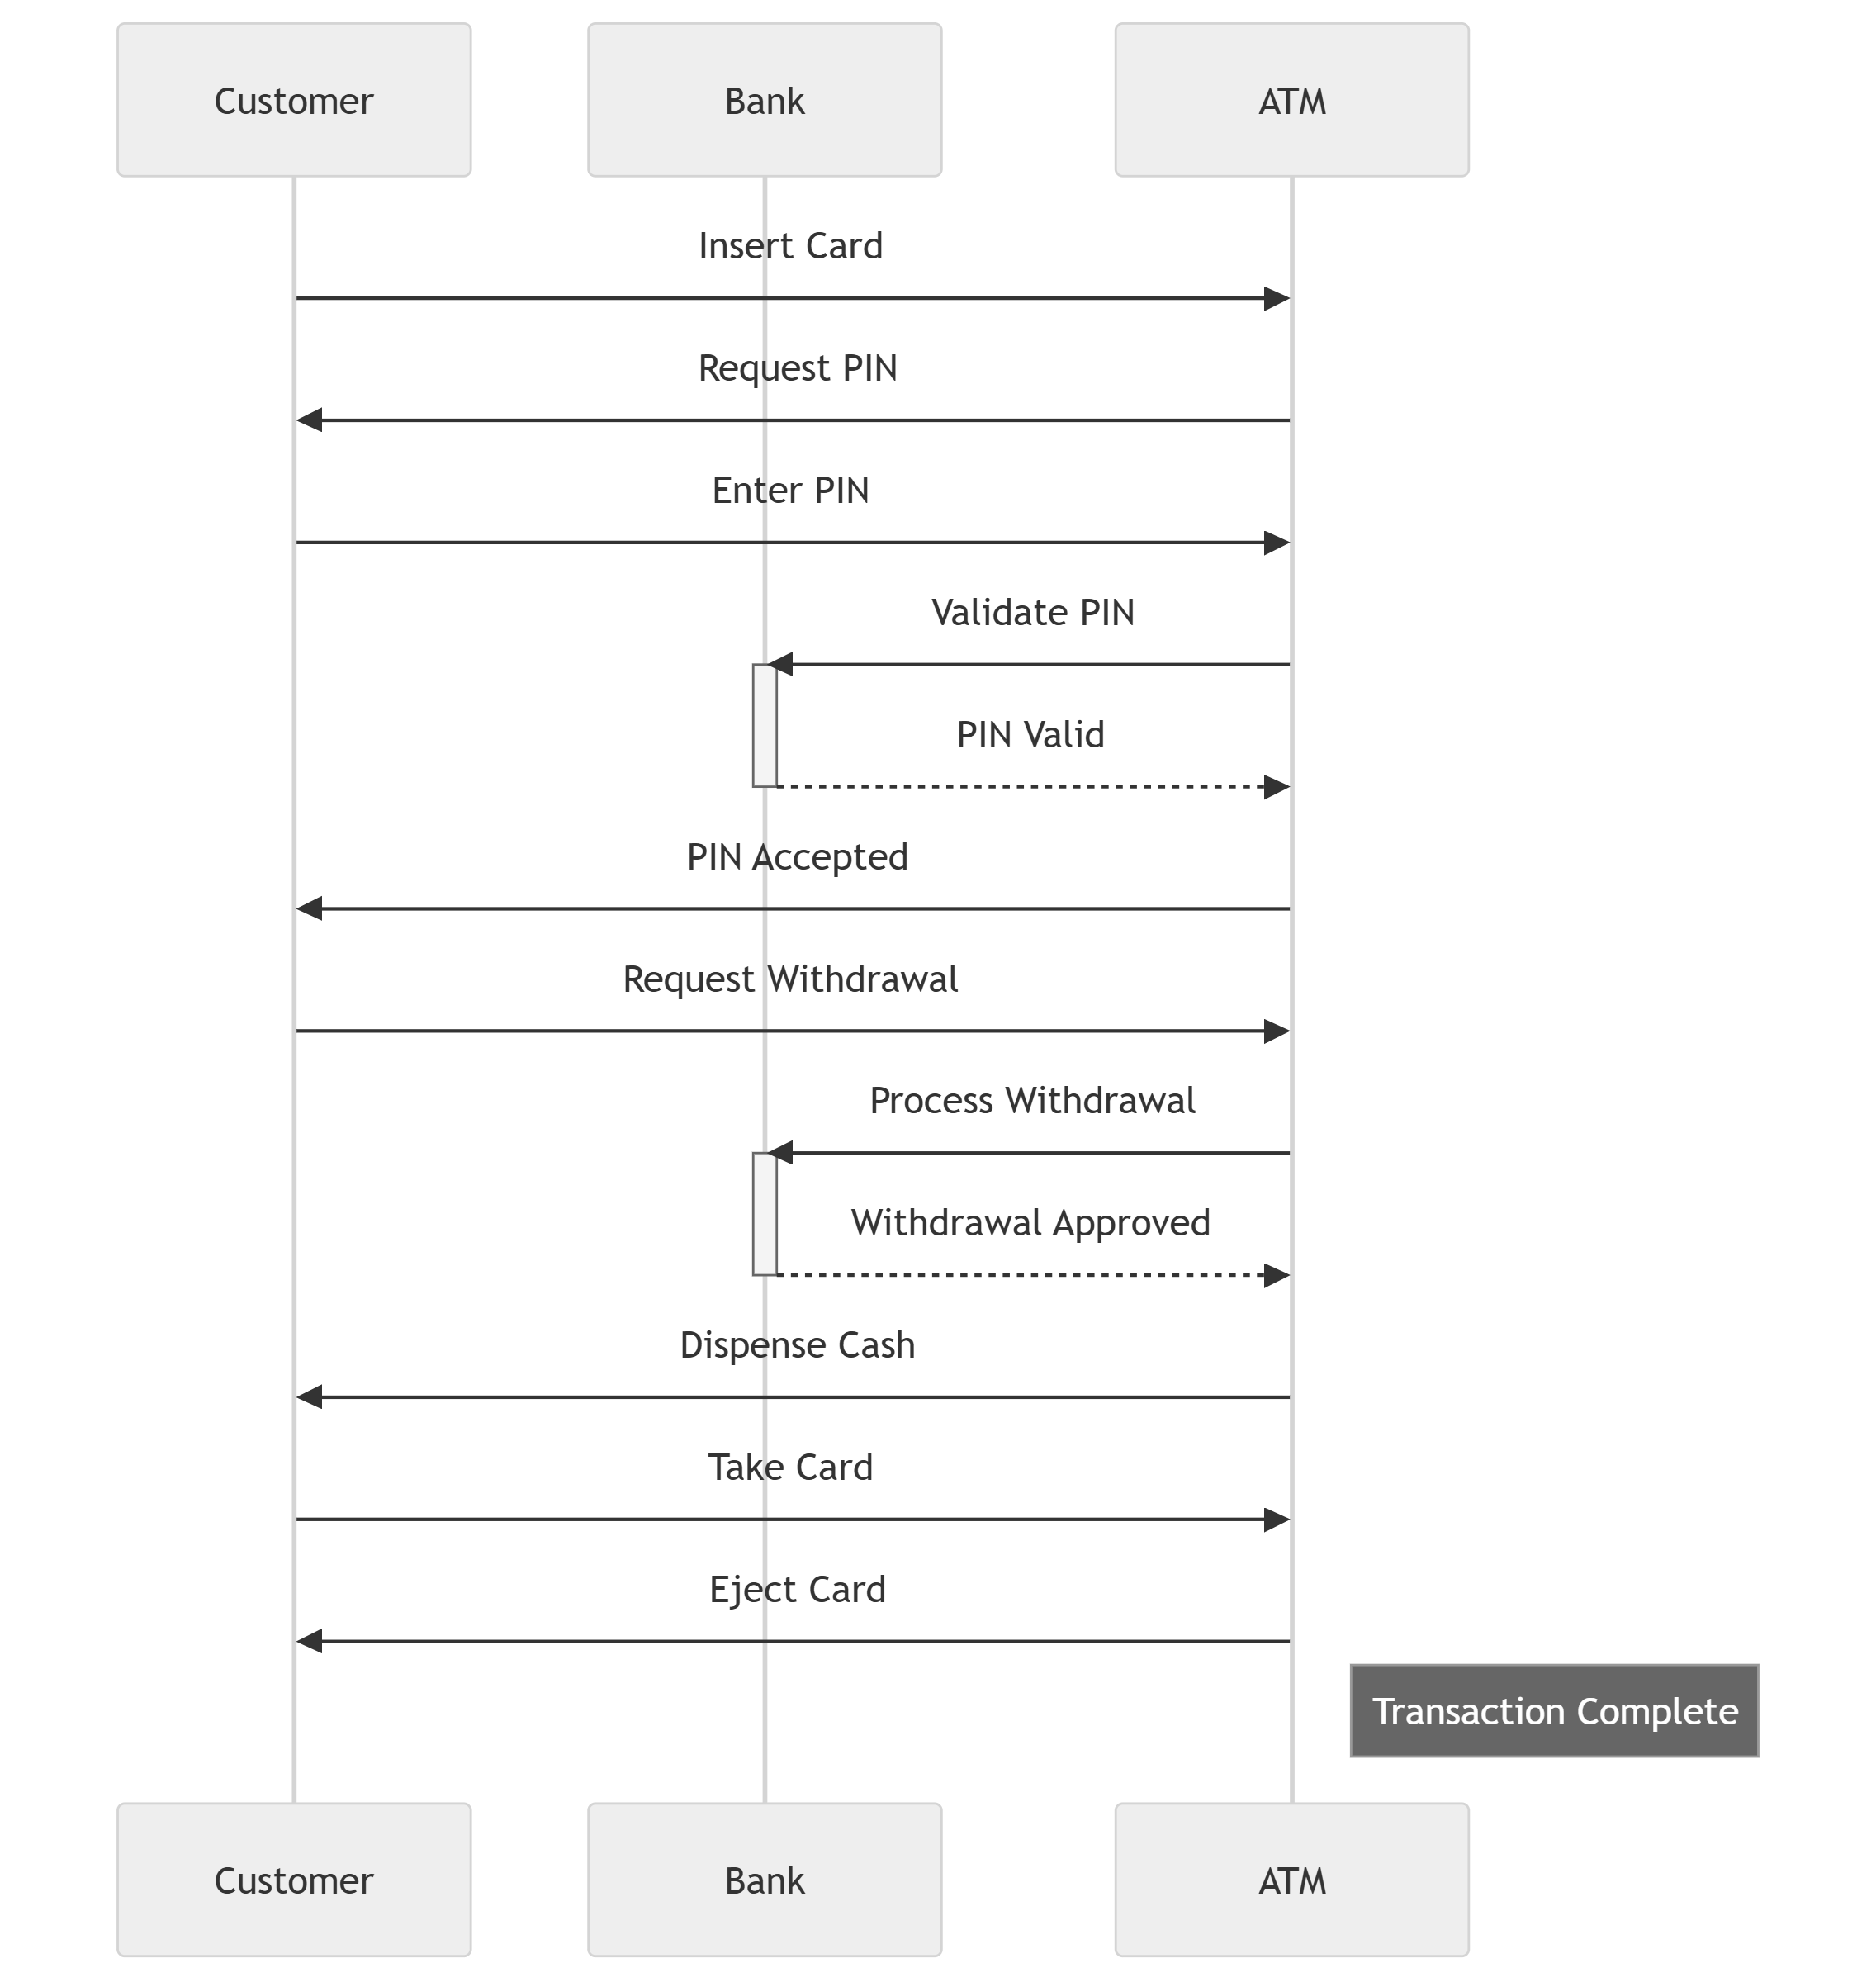 Customer
Bank
ATM
Insert Card
Request PIN
Enter PIN
Validate PIN
PIN Valid
PIN Accepted
Request Withdrawal
Process Withdrawal
Withdrawal Approved
Dispense Cash
Take Card
Eject Card
Transaction Complete
Customer
Bank
ATM